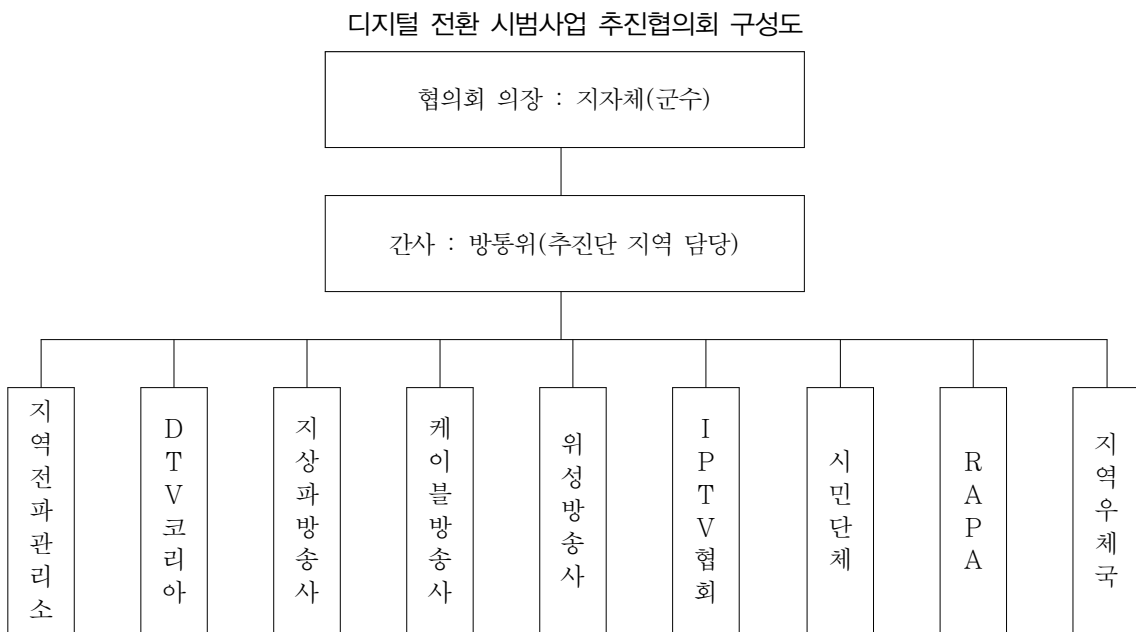 디지털 전환 시범사업 추진협의회 구성도
협의회 의장 : 지자체(군수)
간사 : 방통위(추진단 지역 담당)
지역전파관리소
DTV코리아
지상파방송사
케이블방송사
위성방송사
IPTV협회
시민단체
RAPA
지역우체국